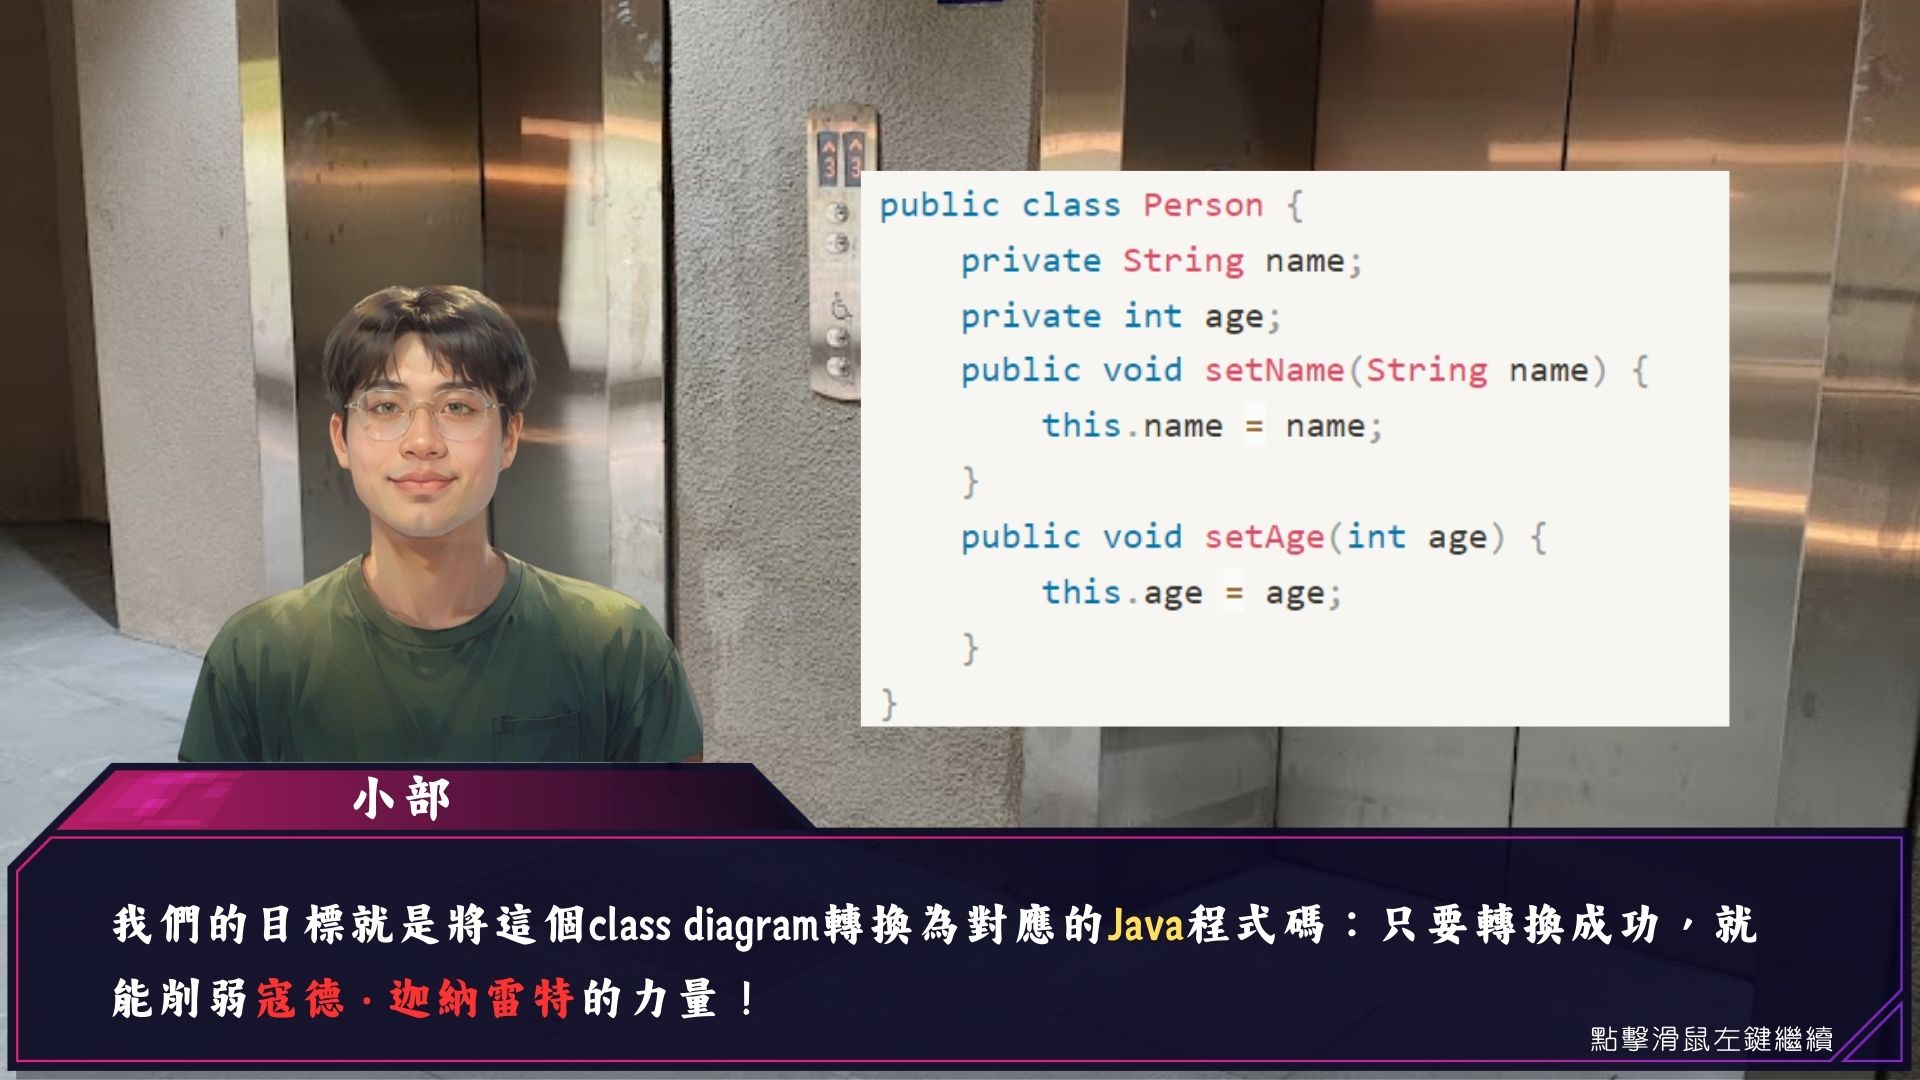 3 3
public class Person {
    private String name;
    private int age;
    public void setName(String name) {
        this.name = name;
    }
    public void setAge(int age) {
        this.age = age;
    }
}
小部
我們的目標就是將這個class diagram轉換為對應的Java程式碼：只要轉換成功，就
能削弱寇德·迦納雷特的力量！
點擊滑鼠左鍵繼續